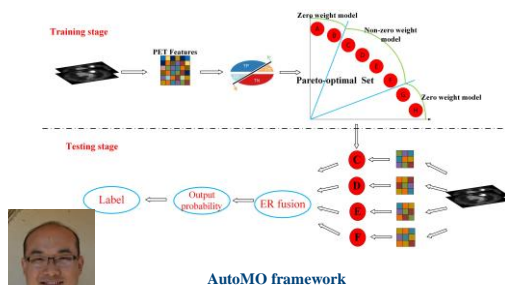 Zero weight model
Training stage
Non-zero weight
model
PET Features
TP
TN
A
B
C
D
E
F
G
H
Pareto-optimal Set
Zero weight model
Testing stage
C
D
E
F
Label
Output
probability
ER fusion
AutoMO framework